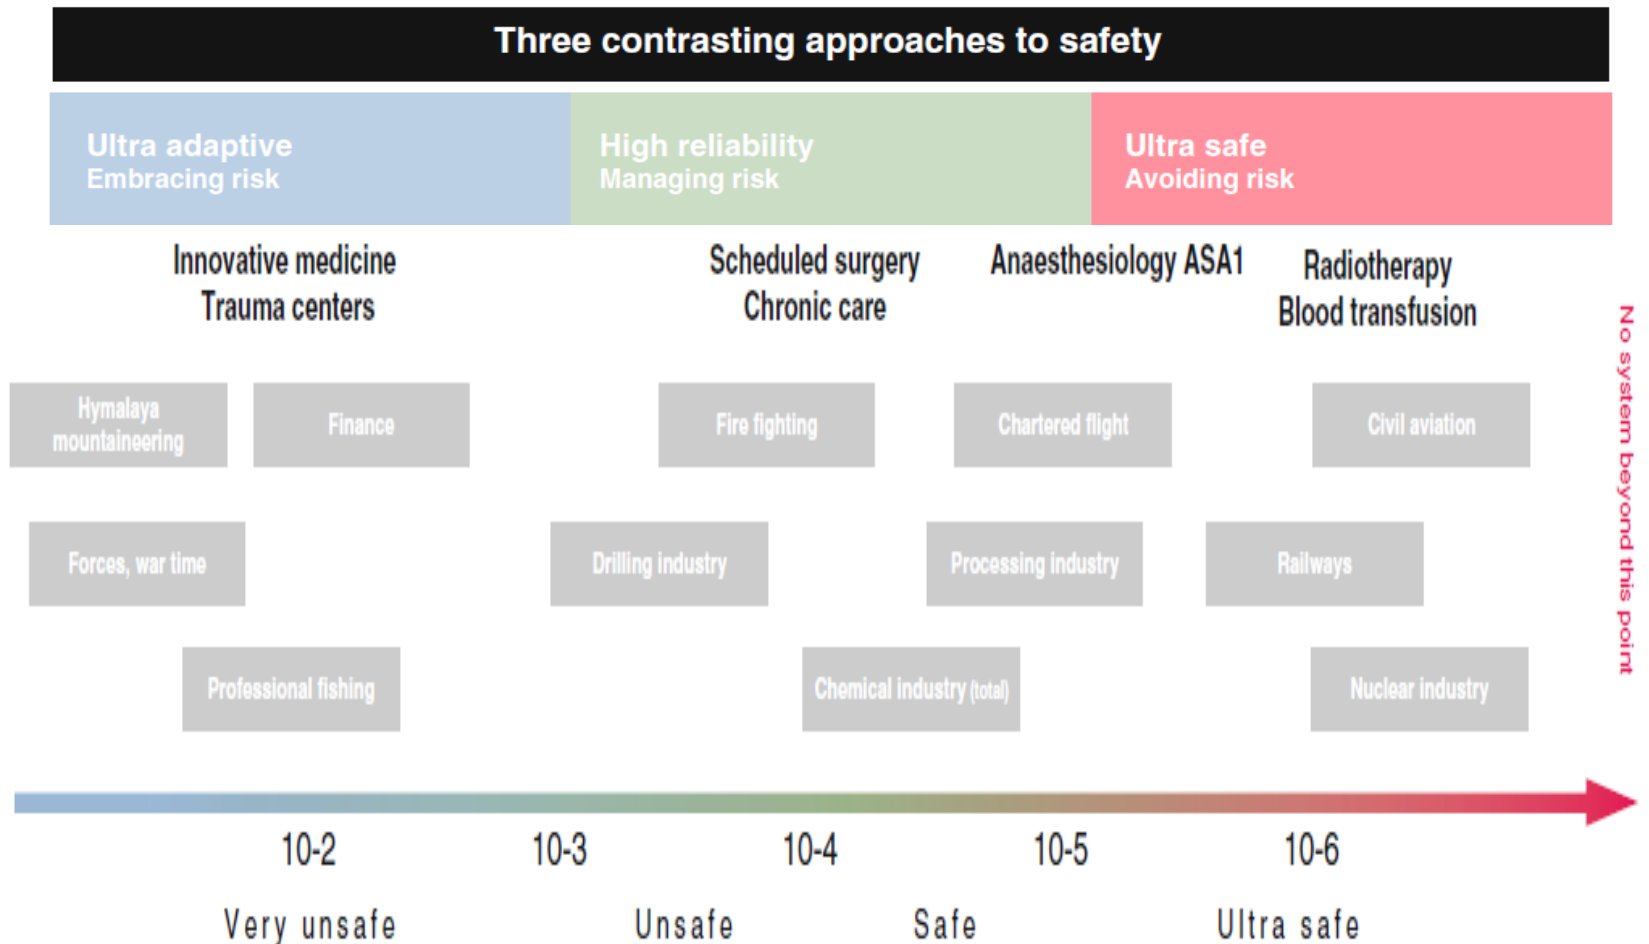 Three contrasting approaches to safety
Ultra adaptive
Embracing risk
High reliability
Managing risk
Ultra safe
Avoiding risk
Innovative medicine
Trauma centers
Scheduled surgery
Chronic care
Anaesthesiology ASA1
Radiotherapy
Blood transfusion
Hymalaya
mountaineering
Finance
Fire fighting
Chartered flight
Civil aviation
Forces, war time
Drilling industry
Processing industry
Railways
Professional fishing
Chemical industry (total)
Nuclear industry
No system beyond this point
10-2 10-3 10-4 10-5 10-6
Very unsafe Unsafe Safe Ultra safe